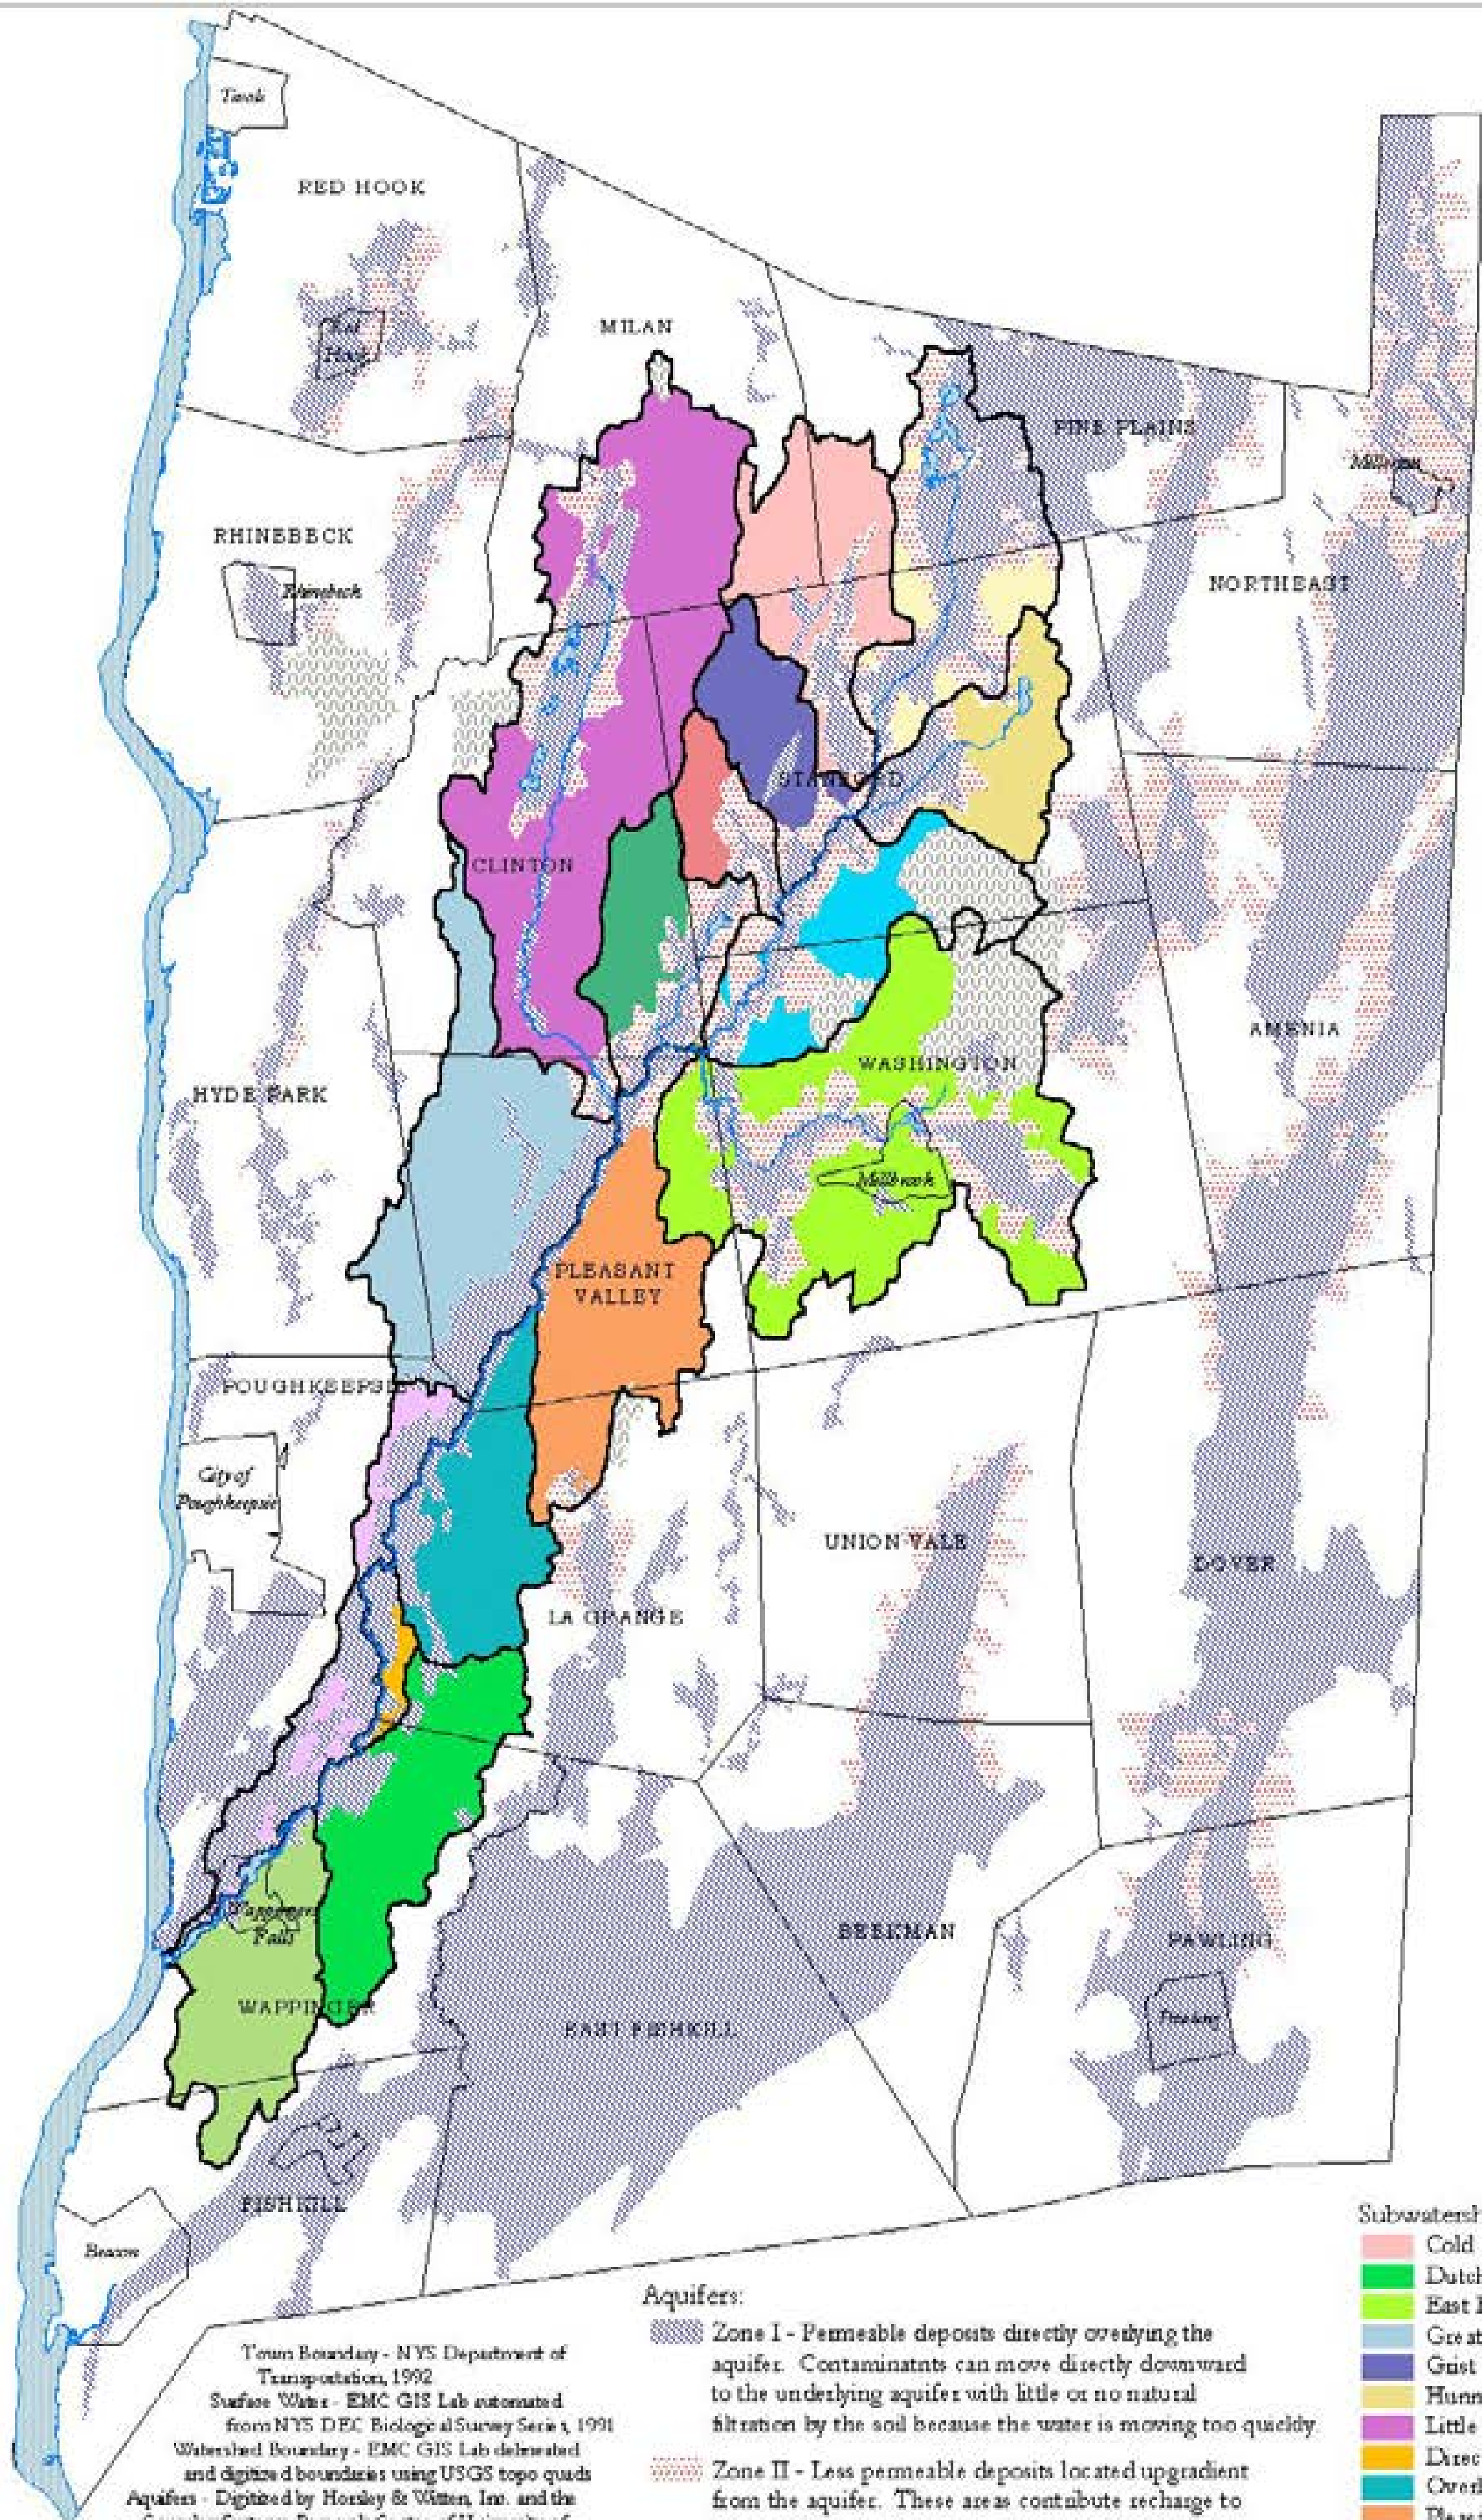 Tivoli
RED HOOK
Red
Hook
MILAN
PINE PLAINS
Millerton
RHINEBECK
Rhinebeck
NORTHEAST
STANFORD
CLINTON
AMENIA
WASHINGTON
HYDE PARK
Millbrook
PLEASANT
VALLEY
POUGHKEEPSIE
City of
Poughkeepsie
UNION VALE
DOVER
LA GRANGE
Wappingers
Falls
BEEKMAN
PAWLING
WAPPINGER
Pawling
EAST FISHKILL
FISHKILL
Beacon
Town Boundary - NYS Department of
Transportation, 1992
Surface Water - EMC GIS Lab automated
from NYS DEC Biological Survey Series, 1991
Watershed Boundary - EMC GIS Lab delineated
and digitized boundaries using USGS topo quads
Aquifers - Digitized by Horsley & Witten, Inc. and the
Aquifers:
Zone I - Permeable deposits directly overlying the
aquifer. Contaminatnts can move directly downward
to the underlying aquifer with little or no natural
filtration by the soil because the water is moving too quickly.
Zone II - Less permeable deposits located upgradient
from the aquifer. These areas contribute recharge to
Subwatersh
Cold
Dutch
East
Great
Grist
Hunn
Little
Direc
Overl
Pleas